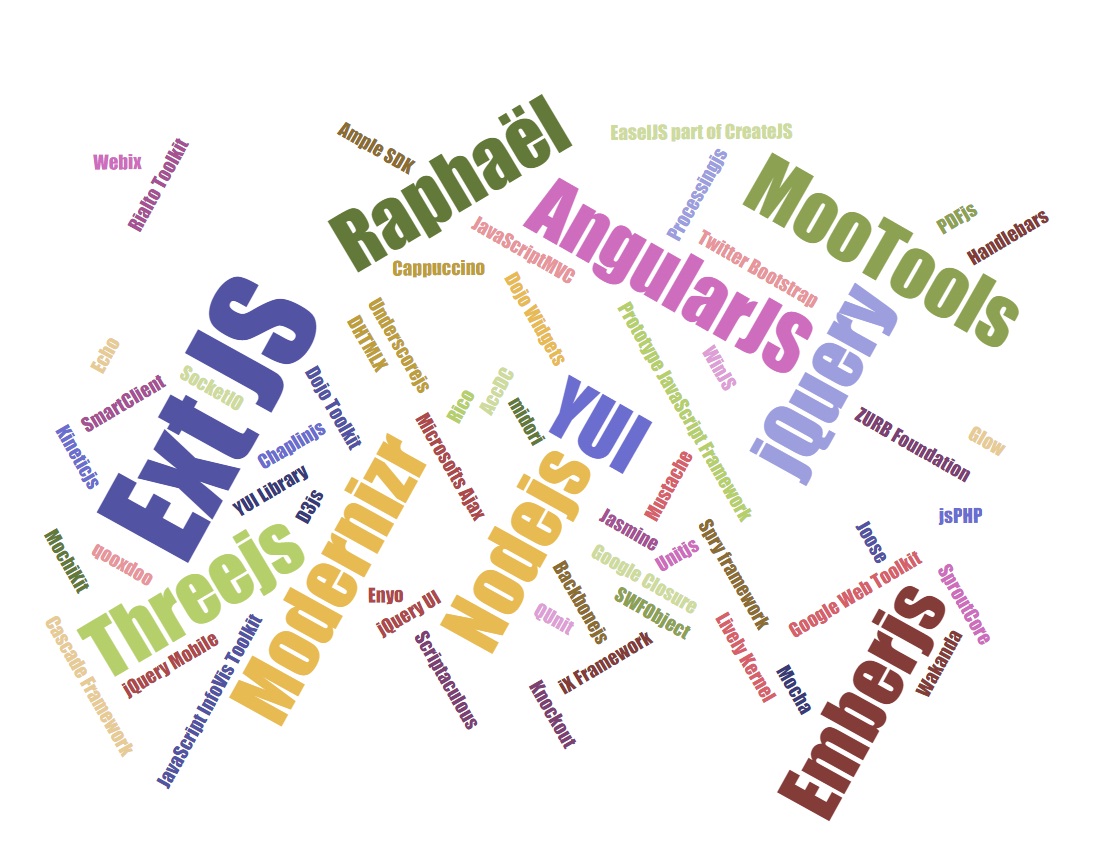 Raphaël
Ample SDK
EaselJS part of CreateJS
Webix
Rialto Toolkit
Processingjs
MooTools
AngularJS
PDFjs
Handlebars
JavaScriptMVC
Twitter Bootstrap
Cappuccino
Dojo Widgets
Ext JS
Underscorejs
DHTMLX
jQuery
Prototype JavaScript Framework
Echo
WinJS
SmartClient
SocketIO
Dojo Toolkit
Rico
AccDC
midori
YUI
Kineticjs
Chaplinjs
Microsofts Ajax
ZURB Foundation
Glow
Modernizr
Nodejs
Mustache
YUI Library
D3js
jsPHP
Jasmine
Unitjs
Spry framework
Joose
Mochikit
qooxdoo
Threejs
Google Closure
Google Web Toolkit
SproutCore
Backbonejs
SWFObject
Enyo
jQuery UI
QUnit
Emberjs
Cascade Framework
jQuery Mobile
JavaScript InfoVis Toolkit
Scriptaculous
iX Framework
Lively Kernel
Wakanda
Knockout
Mocha